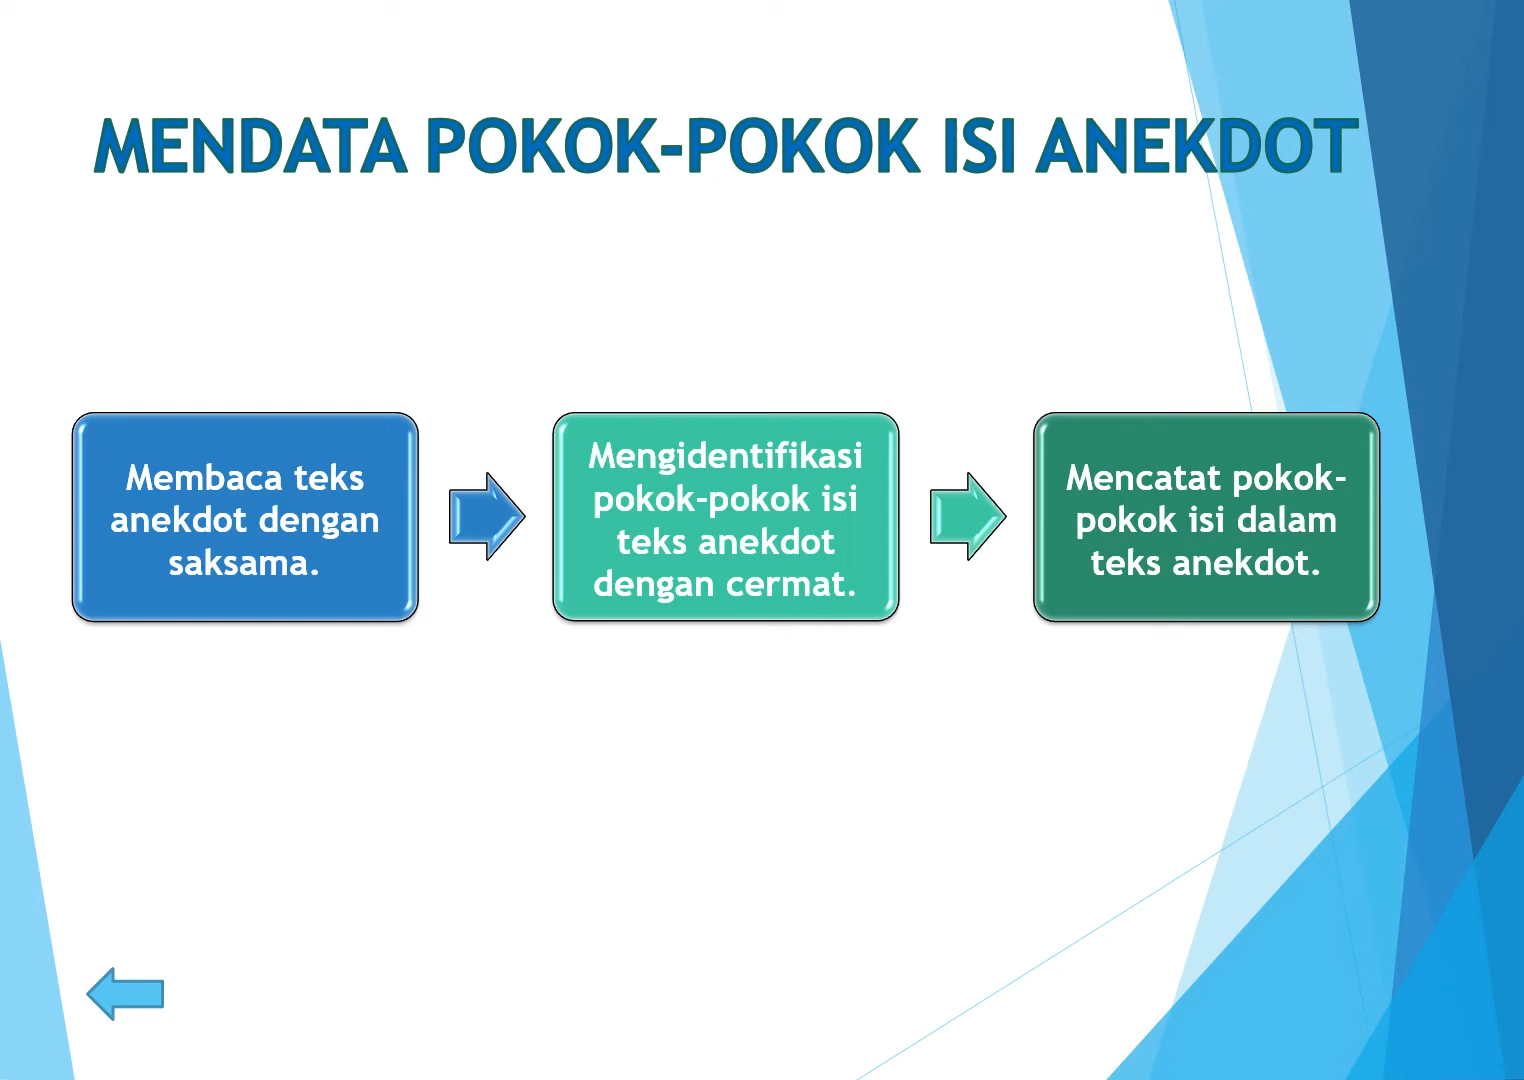 MENDATA POKOK-POKOK ISI ANEKDOT
Membaca teks
anekdot dengan
saksama.
Mengidentifikasi
pokok-pokok isi
teks anekdot
dengan cermat.
Mencatat pokok-
pokok isi dalam
teks anekdot.